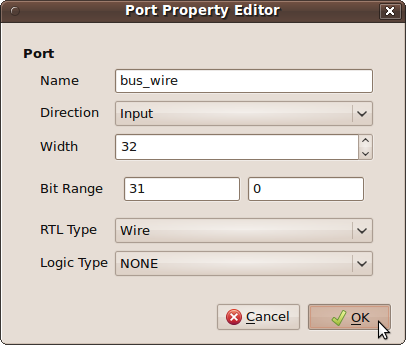 Port Property Editor
Port
Name bus_wire
Direction Input
Width 32
Bit Range 31 0
RTL Type Wire
Logic Type NONE
Cancel OK